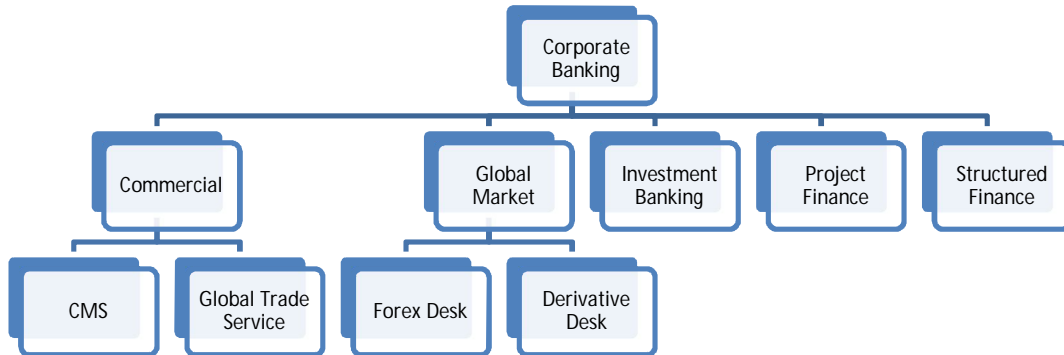 Corporate
Banking
Commercial
Global
Market
Investment
Banking
Project
Finance
Structured
Finance
CMS
Global Trade
Service
Forex Desk
Derivative
Desk